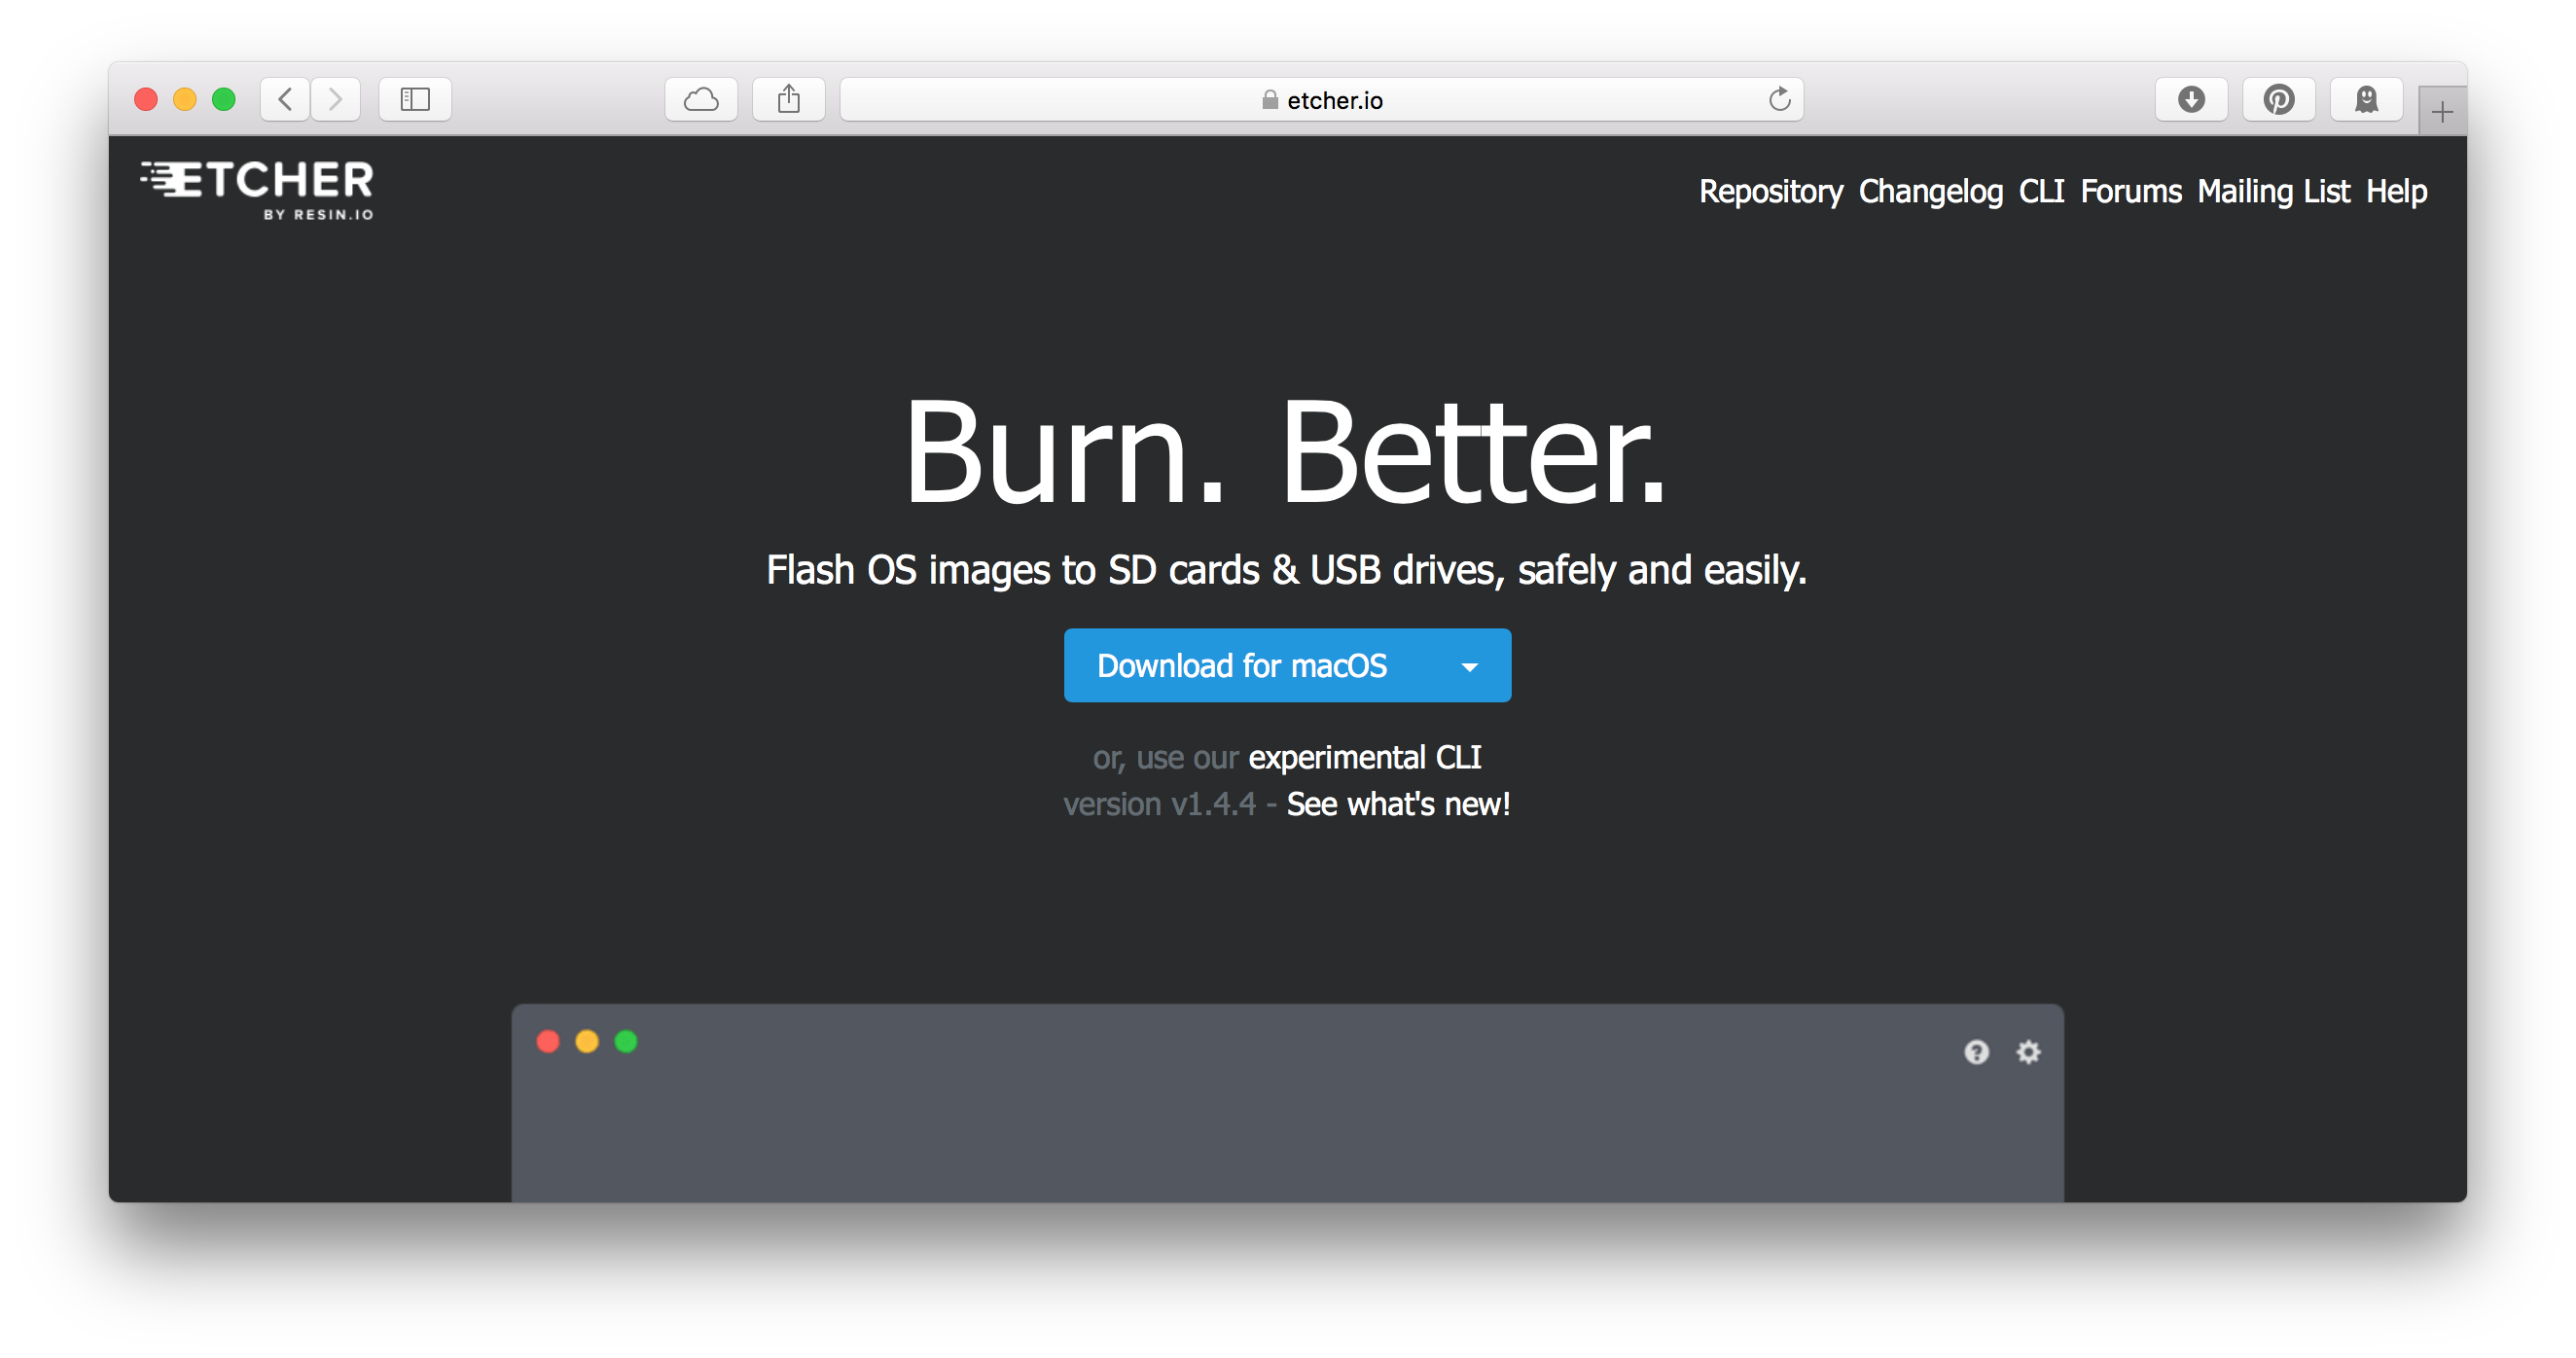 etcher.io
ETCHER
BY RESIN.IO
Repository Changelog CLI Forums Mailing List Help
Burn. Better.
Flash OS images to SD cards & USB drives, safely and easily.
Download for macOS
or, use our experimental CLI
version v1.4.4 - See what's new!